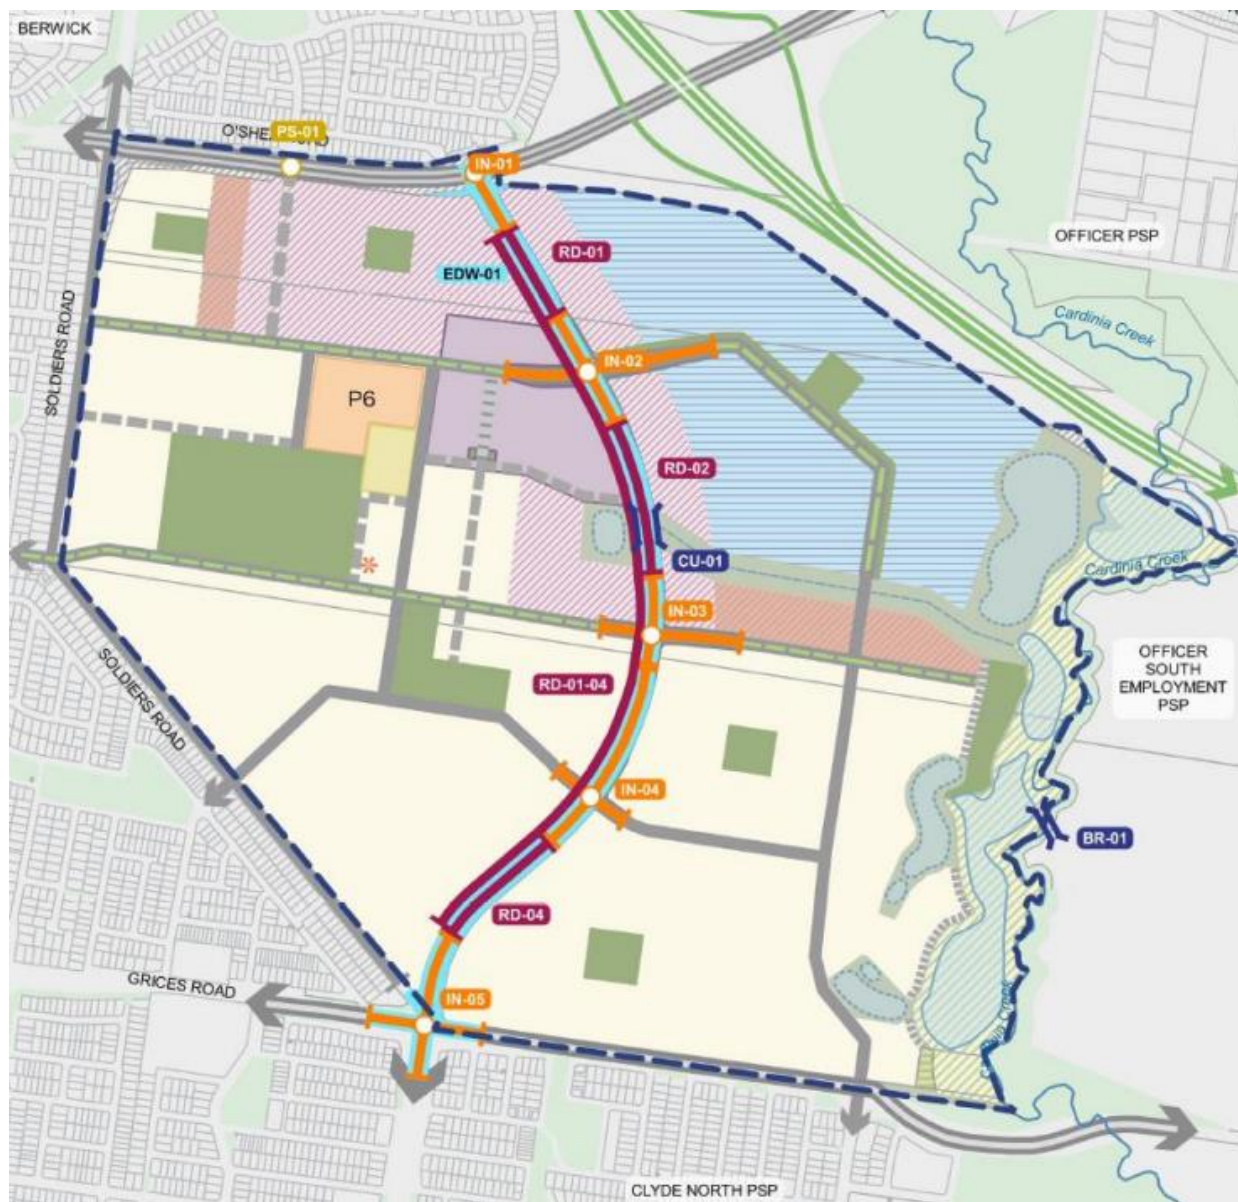 BERWICK
O'SHE
PS-01
IN-01
OFFICER PSP
RD-01
EDW-01
Cardinia Creek
SOLDIERS ROAD
IN-02
P6
RD-02
CU-01
Cardinia Creek
IN-03
OFFICER
SOUTH
EMPLOYMENT
PSP
SOLDIERS ROAD
RD-01-04
IN-04
BR-01
RD-04
GRICES ROAD
IN-05
Creek
CLYDE NORTH PSP